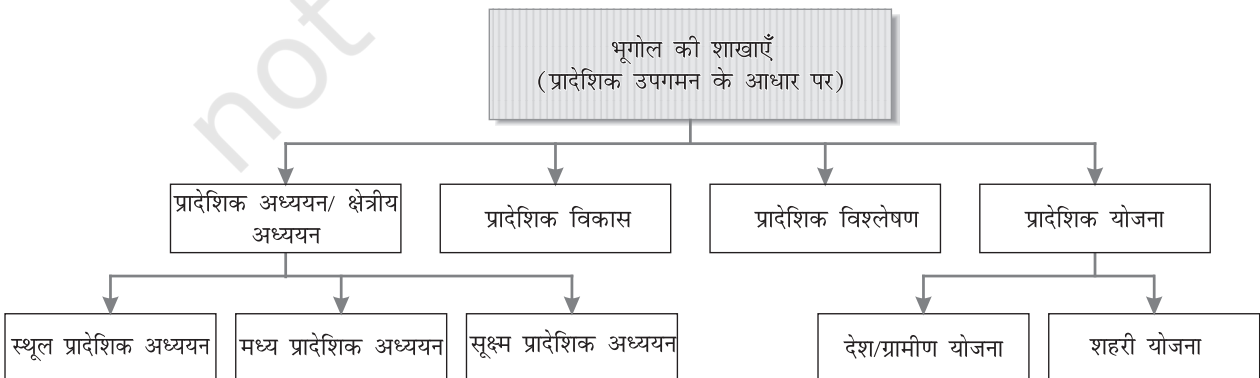 not
भूगोल की शाखाएँ
(प्रादेशिक उपगमन के आधार पर)
प्रादेशिक अध्ययन/ क्षेत्रीय
अध्ययन
प्रादेशिक विकास
प्रादेशिक विश्लेषण
प्रादेशिक योजना
स्थूल प्रादेशिक अध्ययन
मध्य प्रादेशिक अध्ययन
सूक्ष्म प्रादेशिक अध्ययन
देश/ग्रामीण योजना
शहरी योजना